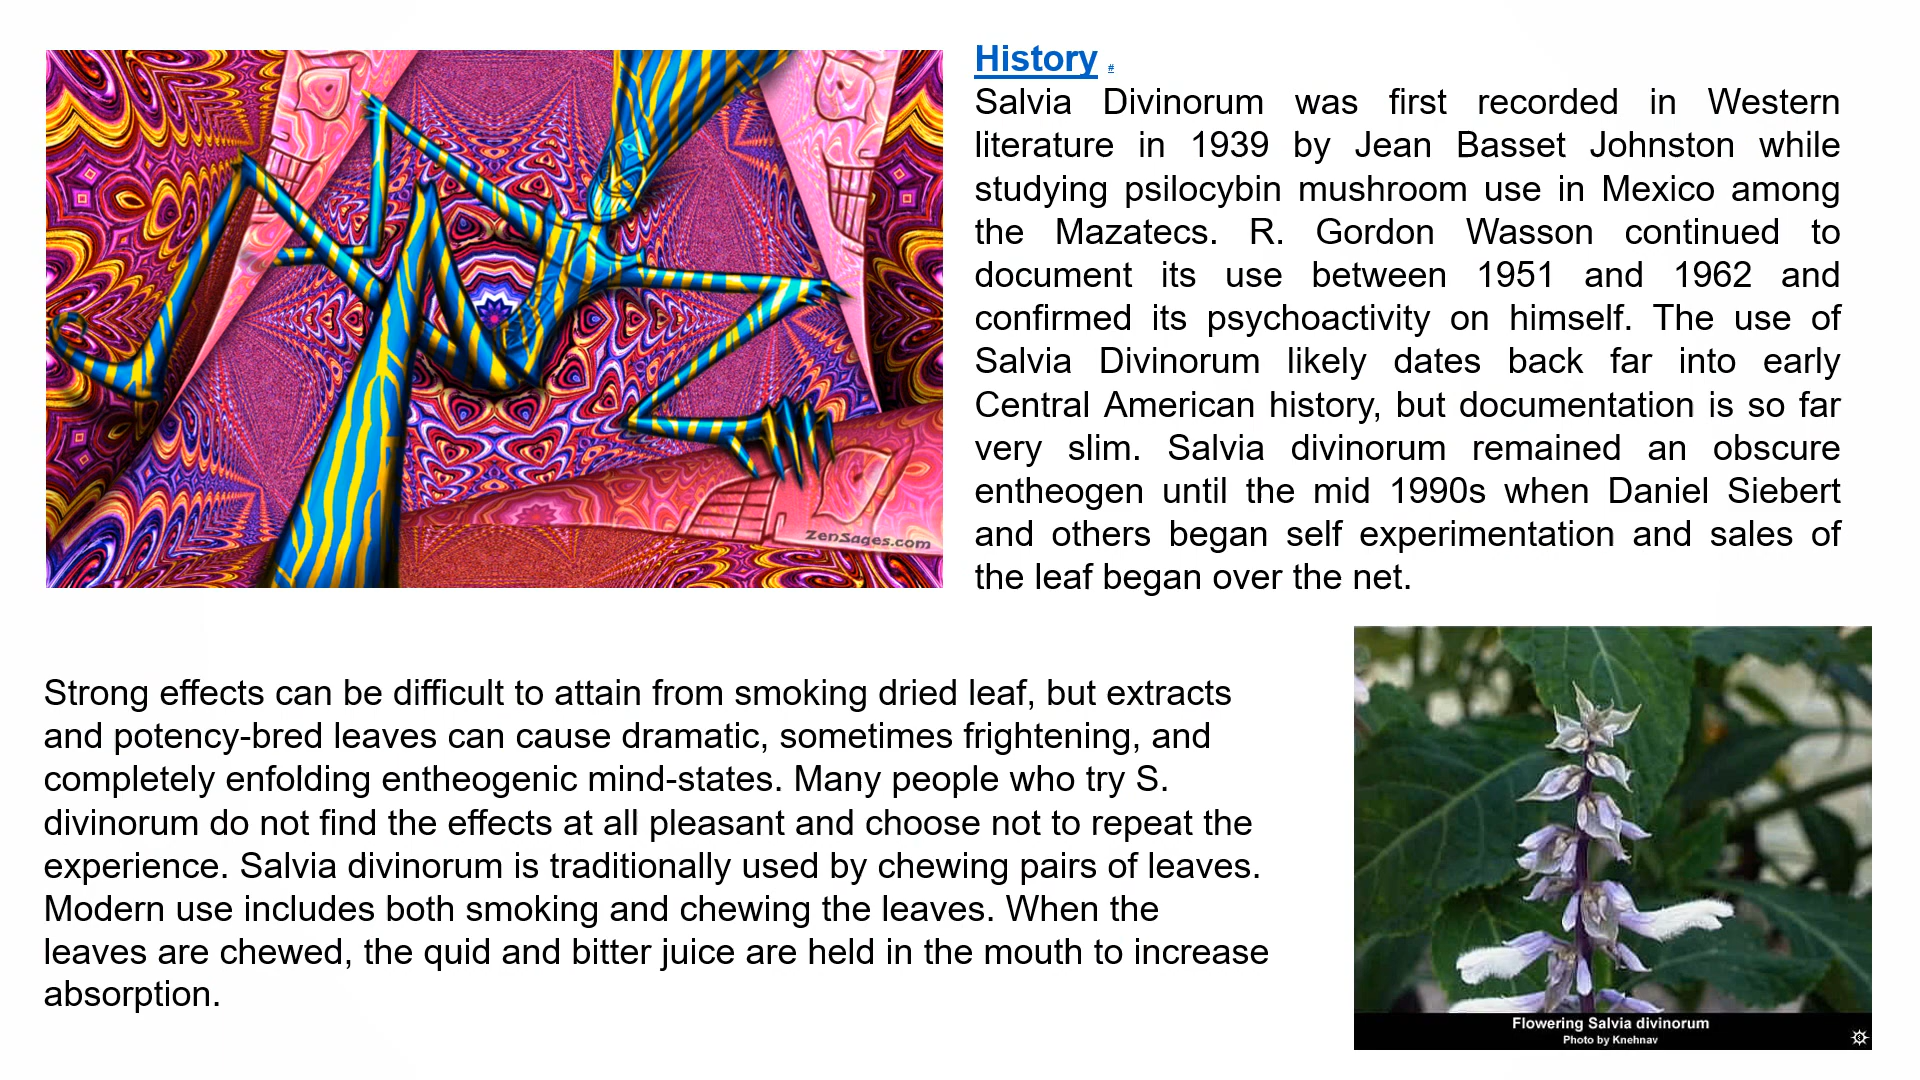 History #
Salvia Divinorum was first recorded in Western
literature in 1939 by Jean Basset Johnston while
studying psilocybin mushroom use in Mexico among
the Mazatecs. R. Gordon Wasson continued to
document its use between 1951 and 1962 and
confirmed its psychoactivity on himself. The use of
Salvia Divinorum likely dates back far into early
Central American history, but documentation is so far
very slim. Salvia divinorum remained an obscure
entheogen until the mid 1990s when Daniel Siebert
and others began self experimentation and sales of
the leaf began over the net.
ZenSages.com
Strong effects can be difficult to attain from smoking dried leaf, but extracts
and potency-bred leaves can cause dramatic, sometimes frightening, and
completely enfolding entheogenic mind-states. Many people who try S.
divinorum do not find the effects at all pleasant and choose not to repeat the
experience. Salvia divinorum is traditionally used by chewing pairs of leaves.
Modern use includes both smoking and chewing the leaves. When the
leaves are chewed, the quid and bitter juice are held in the mouth to increase
absorption.
Flowering Salvia divinorum
Photo by Knehnav